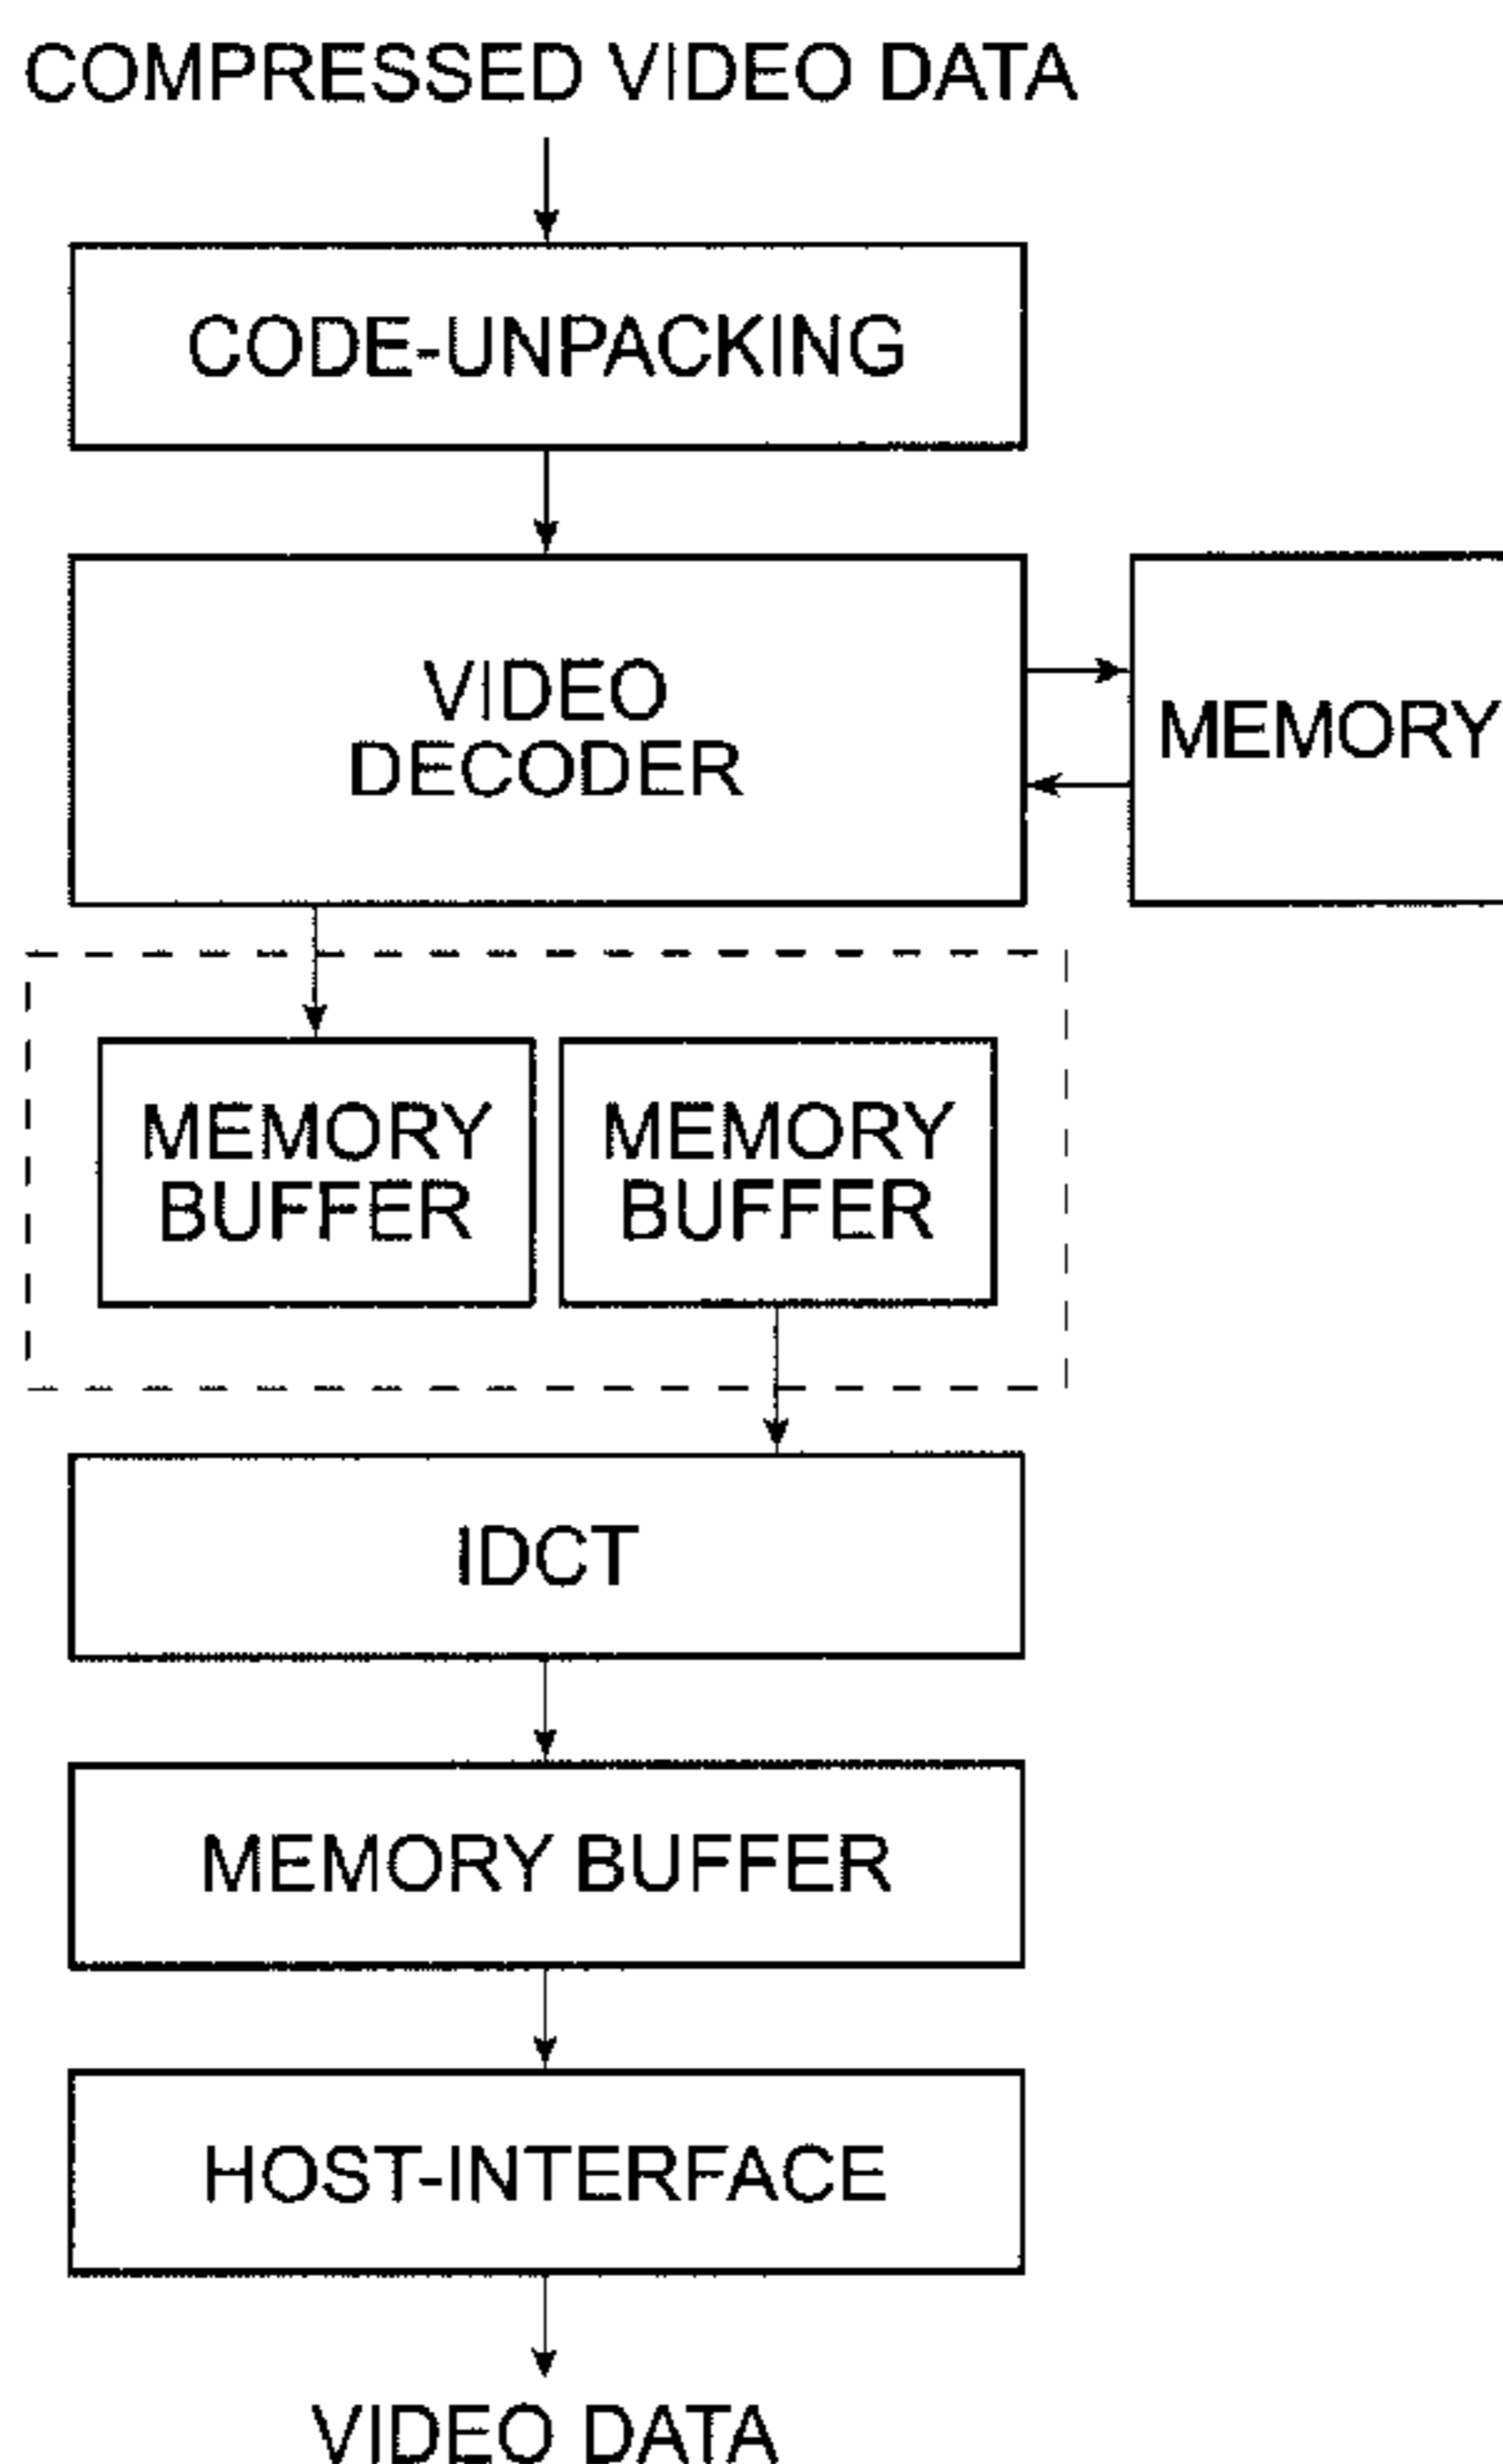 COMPRESSED VIDEO DATA
CODE-UNPACKING
VIDEO
DECODER
MEMORY
MEMORY
BUFFER
MEMORY
BUFFER
IDCT
MEMORY BUFFER
HOST-INTERFACE
VIDEO DATA